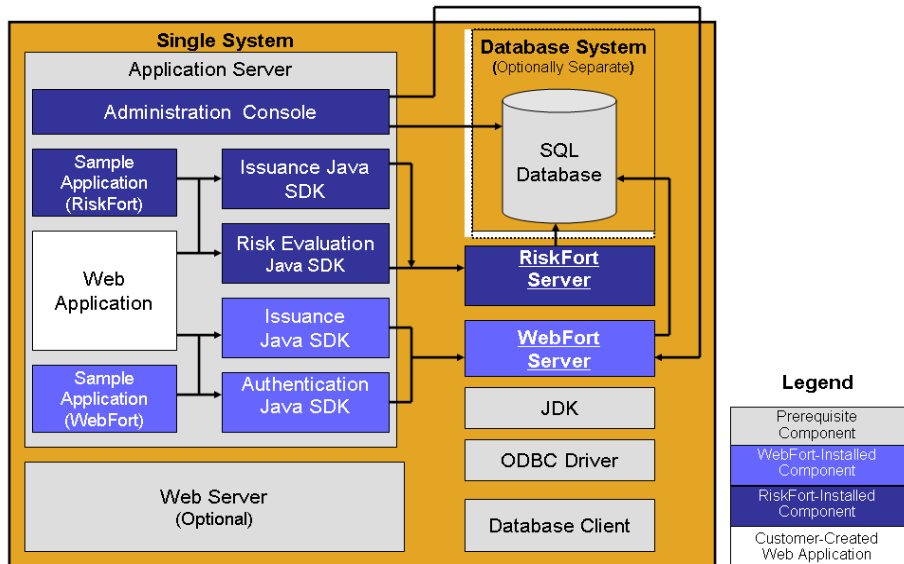 Single System
Application Server
Administration Console
Sample
Application
(RiskFort)
Issuance Java
SDK
Risk Evaluation
Java SDK
Web
Application
Issuance
Java SDK
Sample
Application
(WebFort)
Authentication
Java SDK
Web Server
(Optional)
Database System
(Optionally Separate)
SQL
Database
RiskFort
Server
WebFort
Server
JDK
ODBC Driver
Database Client
Legend
Prerequisite
Component
WebFort-Installed
Component
RiskFort-Installed
Component
Customer-Created
Web Application